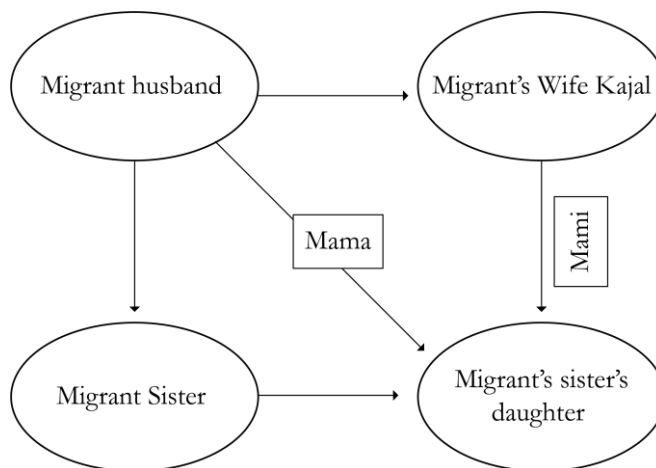 Migrant husband
Migrant's Wife Kajal
Mama
Mami
Migrant Sister
Migrant's sister's
daughter